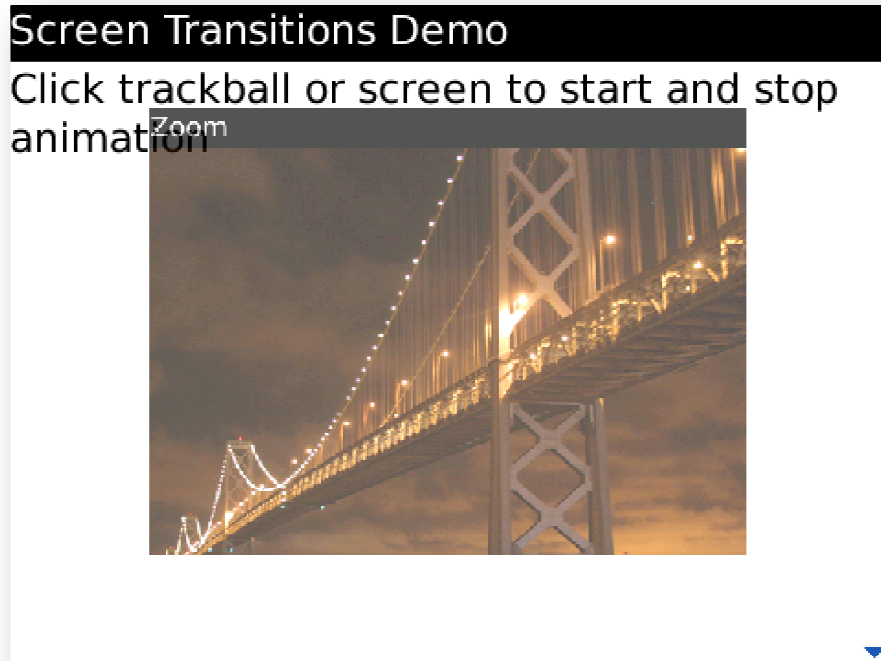 Screen Transitions Demo
Click trackball or screen to start and stop
animation
Zoom